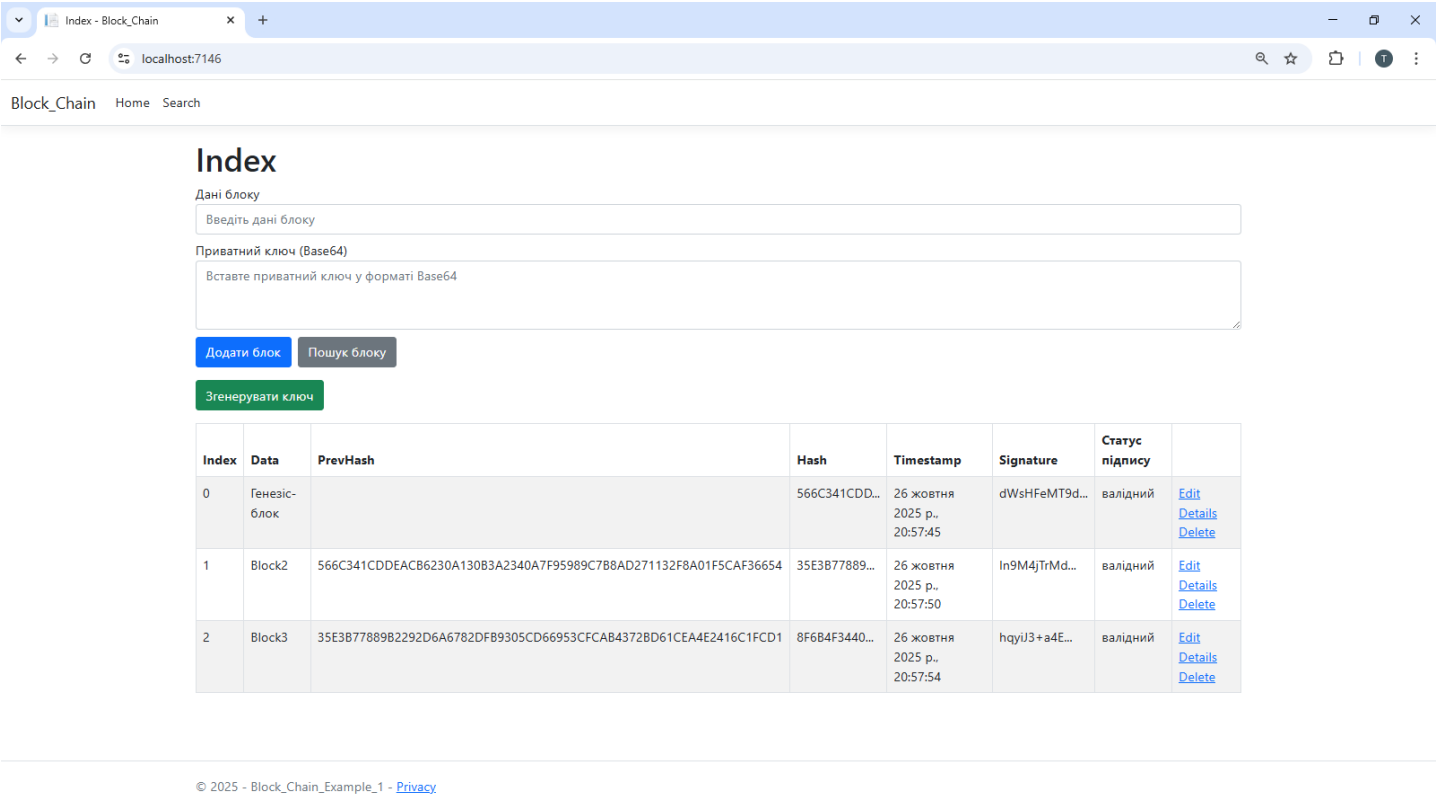 Index - Block_Chain
localhost:7146
T
Block_Chain Home Search
Index
Дані блоку
Введіть дані блоку
Приватний ключ (Base64)
Вставте приватний ключ у форматі Base64
Додати блок Пошук блоку
Згенерувати ключ
Index Data PrevHash Hash Timestamp Signature Статус підпису
0 Генезіс-блок 566C341CDD... 26 жовтня 2025 р., 20:57:45 dWsHFeMT9d... валідний Edit Details Delete
1 Block2 566C341CDDEACB6230A130B3A2340A7F95989C7B8AD271132F8A01F5CAF36654 35E3B77889... 26 жовтня 2025 р., 20:57:50 In9M4jTrMd... валідний Edit Details Delete
2 Block3 35E3B77889B2292D6A6782DFB9305CD66953CFCAB4372BD61CEA4E2416C1FCD1 8F6B4F3440... 26 жовтня 2025 р., 20:57:54 hqyiJ3+a4E... валідний Edit Details Delete
© 2025 - Block_Chain_Example_1 - Privacy